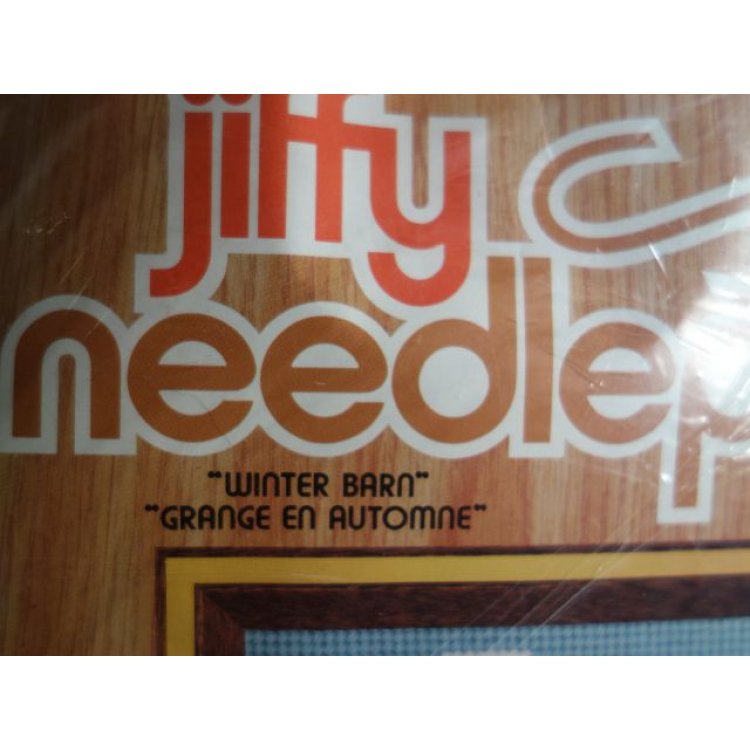 jiffy
needlep
"WINTER BARN"
"GRANGE EN AUTOMNE"